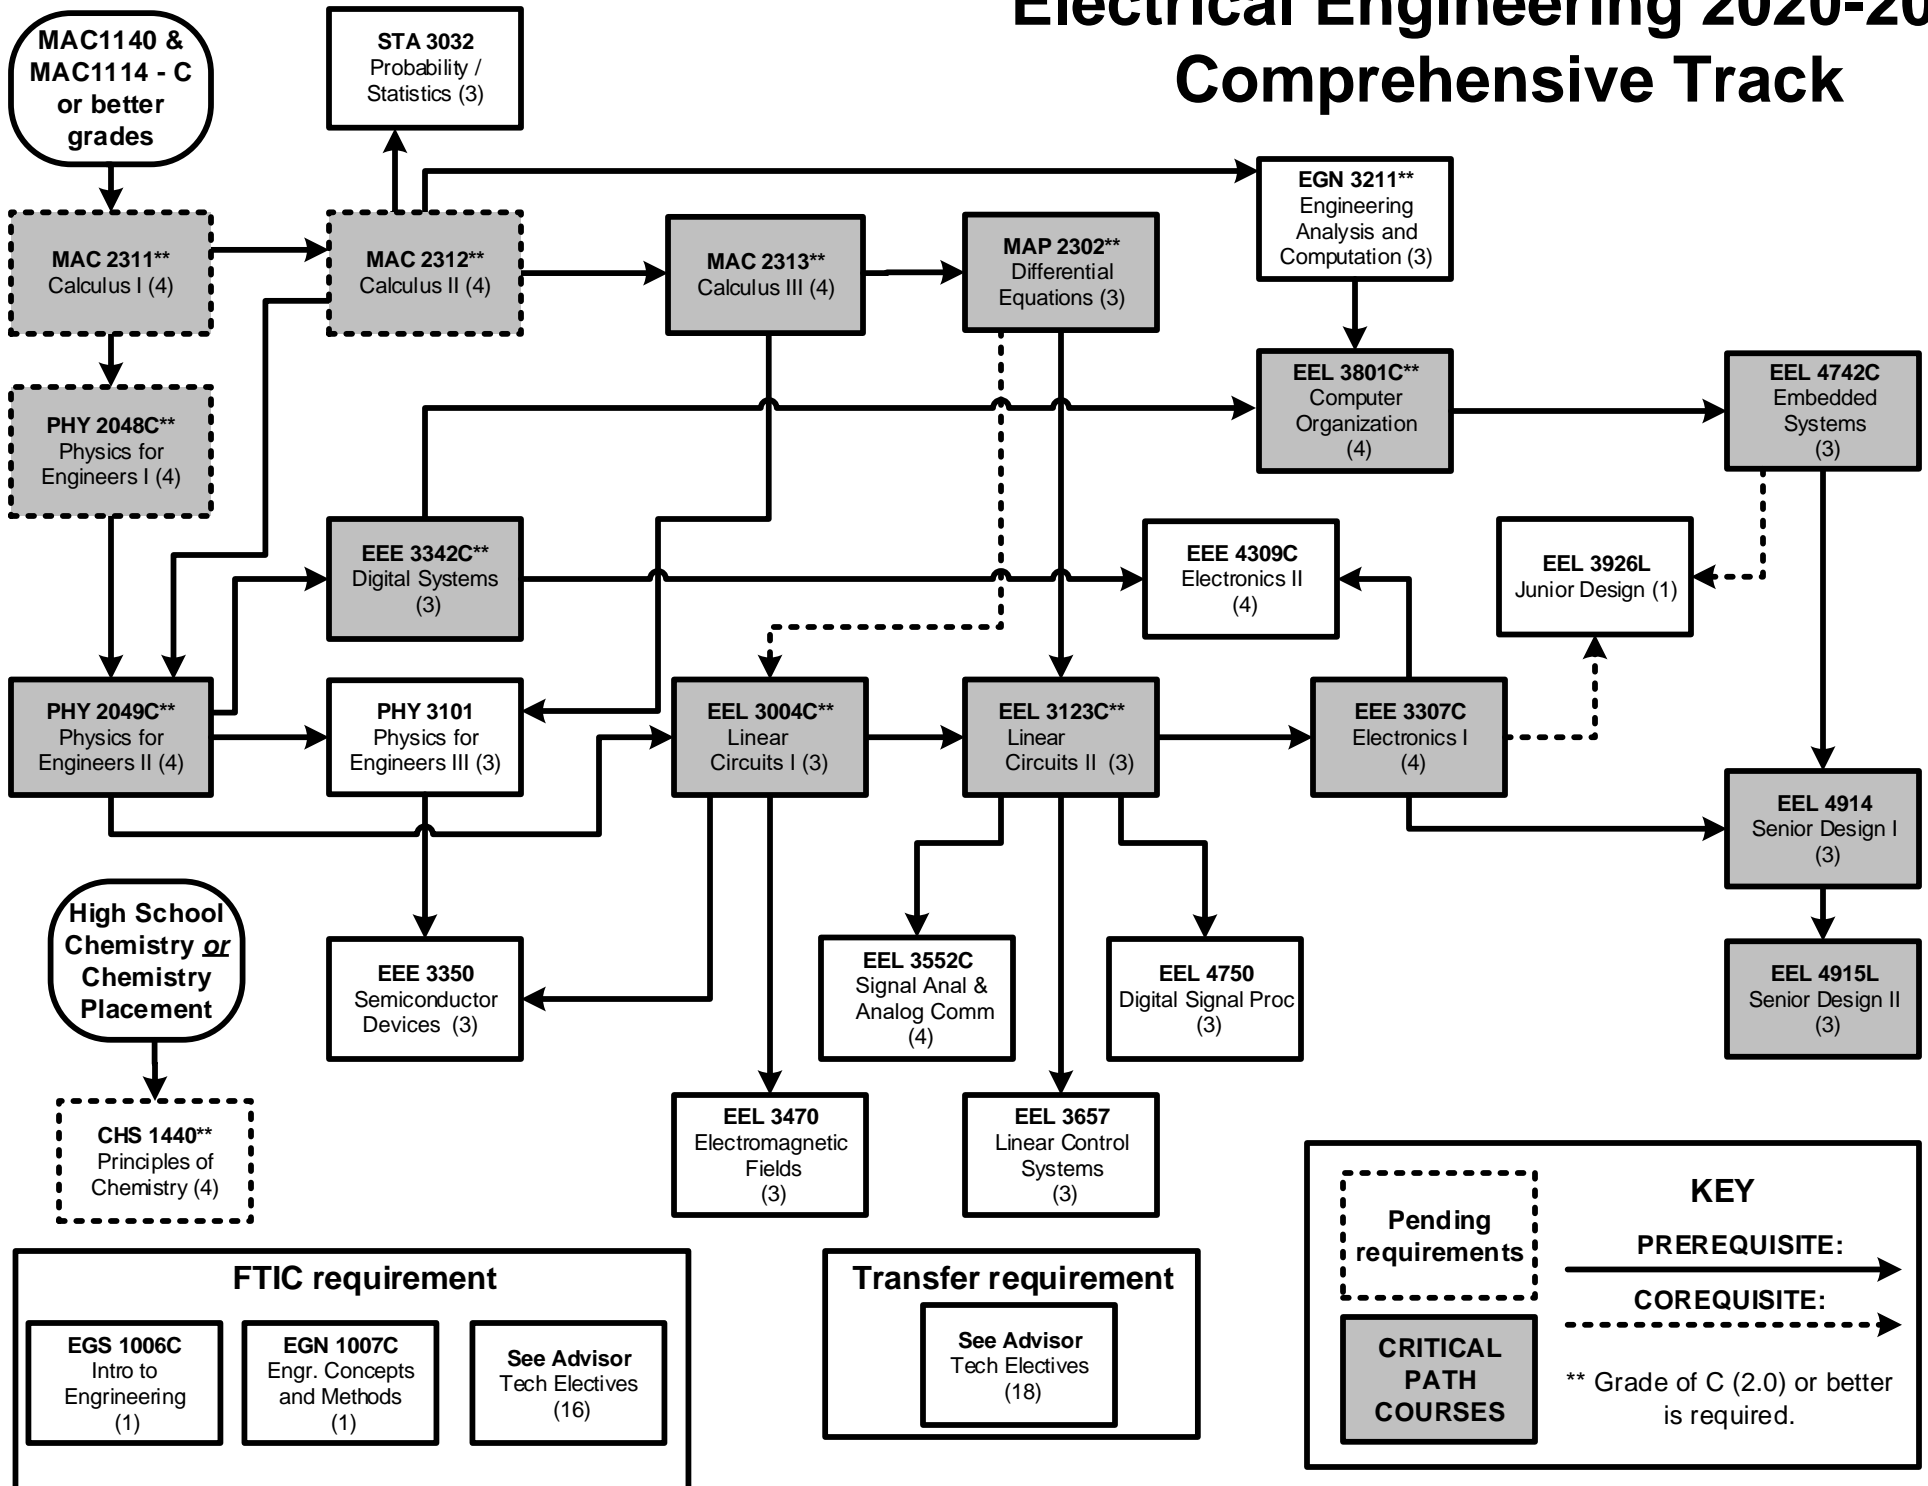 Electrical Engineering 2020-20
Comprehensive Track
MAC1140 &
MAC1114 - C
or better
grades
STA 3032
Probability /
Statistics (3)
EGN 3211**
Engineering
Analysis and
Computation (3)
MAC 2311**
Calculus I (4)
MAC 2312**
Calculus II (4)
MAC 2313**
Calculus III (4)
MAP 2302**
Differential
Equations (3)
EEL 3801C**
Computer
Organization
(4)
EEL 4742C
Embedded
Systems
(3)
PHY 2048C**
Physics for
Engineers I (4)
EEE 3342C**
Digital Systems
(3)
EEE 4309C
Electronics II
(4)
EEL 3926L
Junior Design (1)
PHY 2049C**
Physics for
Engineers II (4)
PHY 3101
Physics for
Engineers III (3)
EEL 3004C**
Linear
Circuits I (3)
EEL 3123C**
Linear
Circuits II (3)
EEE 3307C
Electronics I
(4)
EEL 4914
Senior Design I
(3)
High School
Chemistry or
Chemistry
Placement
EEE 3350
Semiconductor
Devices (3)
EEL 3552C
Signal Anal &
Analog Comm
(4)
EEL 4750
Digital Signal Proc
(3)
EEL 4915L
Senior Design II
(3)
CHS 1440**
Principles of
Chemistry (4)
EEL 3470
Electromagnetic
Fields
(3)
EEL 3657
Linear Control
Systems
(3)
FTIC requirement
EGS 1006C
Intro to
Engrineering
(1)
EGN 1007C
Engr. Concepts
and Methods
(1)
See Advisor
Tech Electives
(16)
Transfer requirement
See Advisor
Tech Electives
(18)
KEY
Pending
requirements
PREREQUISITE:
COREQUISITE:
CRITICAL
PATH
COURSES
** Grade of C (2.0) or better
is required.